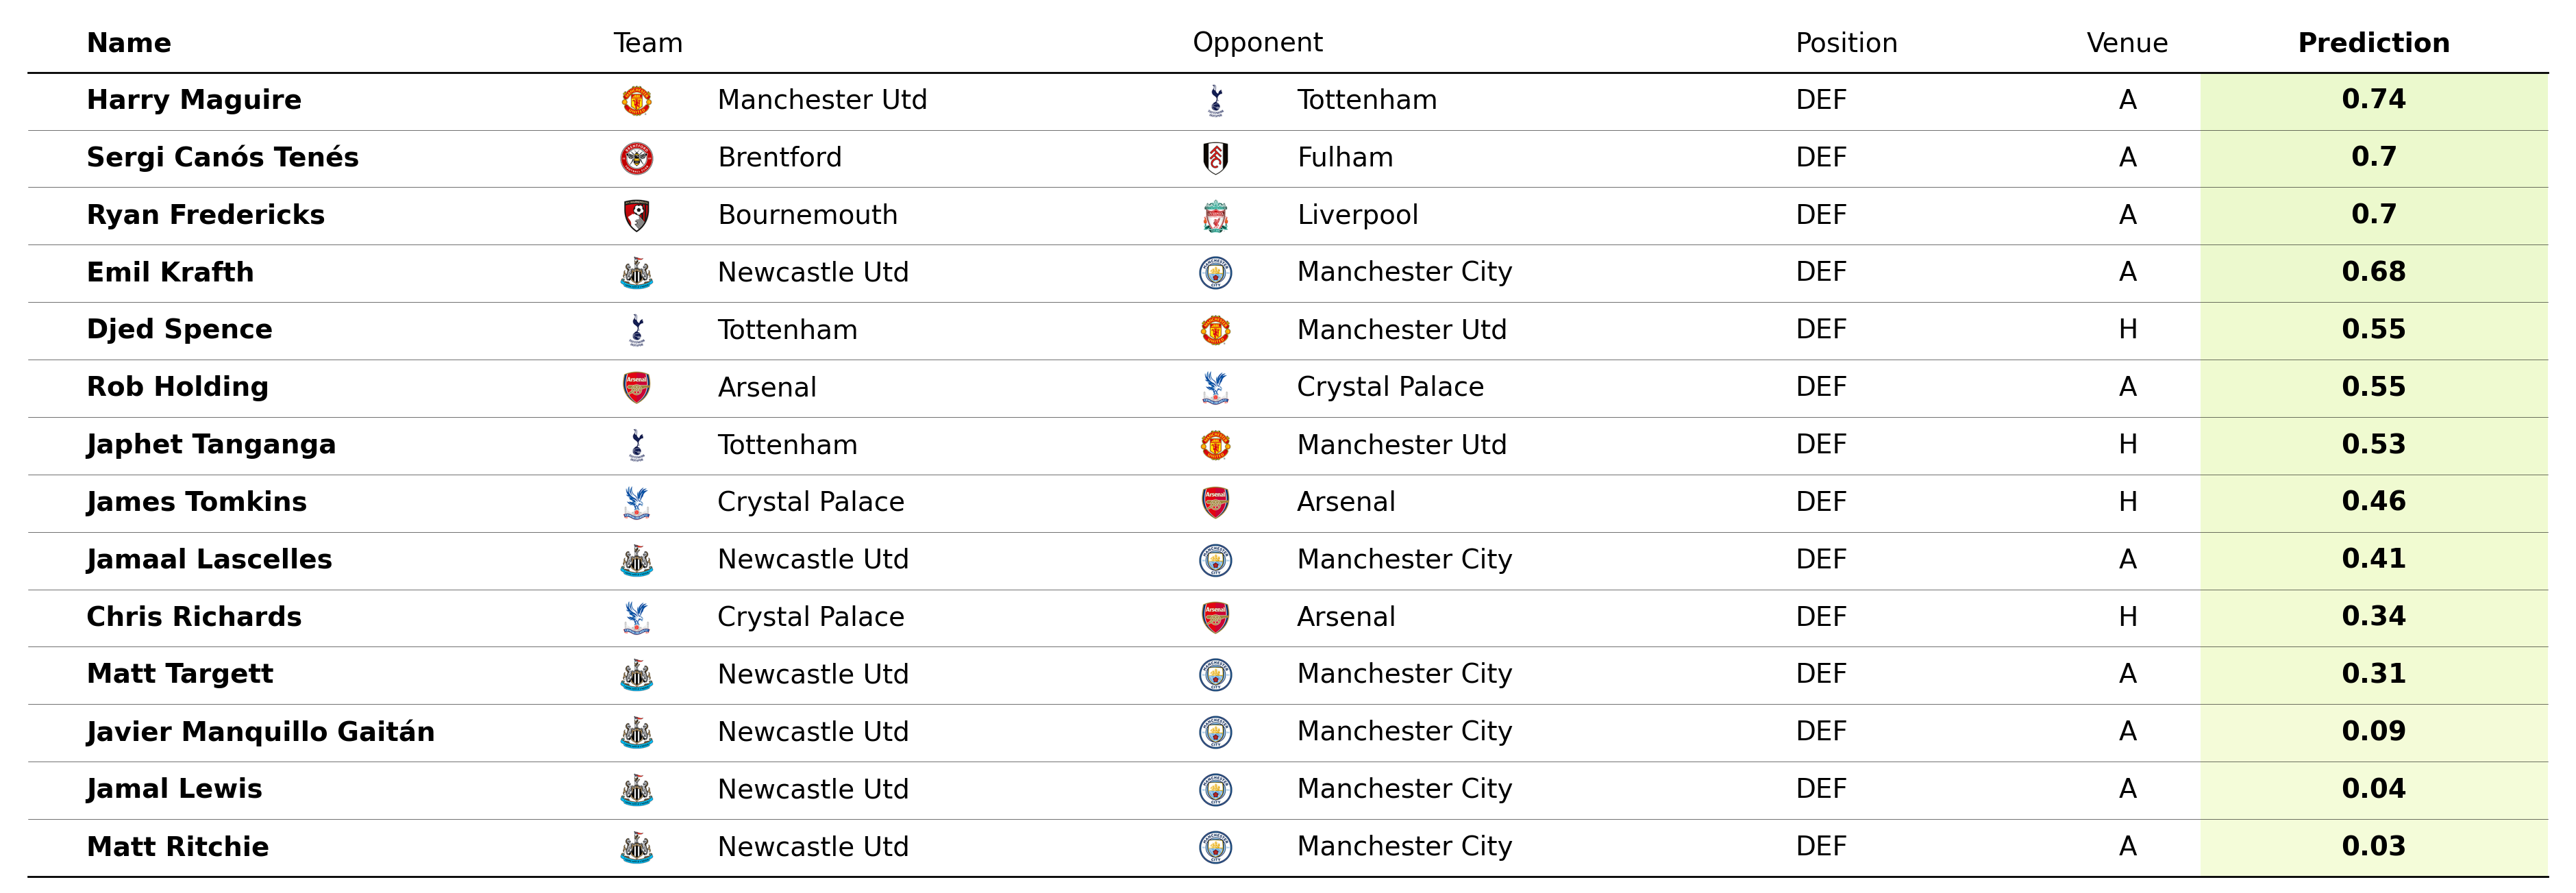 Name Team Opponent Position Venue Prediction
Harry Maguire Manchester Utd Tottenham DEF A 0.74
Sergi Canós Tenés Brentford Fulham DEF A 0.7
Ryan Fredericks Bournemouth Liverpool DEF A 0.7
Emil Krafth Newcastle Utd Manchester City DEF A 0.68
Djed Spence Tottenham Manchester Utd DEF H 0.55
Rob Holding Arsenal Crystal Palace DEF A 0.55
Japhet Tanganga Tottenham Manchester Utd DEF H 0.53
James Tomkins Crystal Palace Arsenal DEF H 0.46
Jamaal Lascelles Newcastle Utd Manchester City DEF A 0.41
Chris Richards Crystal Palace Arsenal DEF H 0.34
Matt Targett Newcastle Utd Manchester City DEF A 0.31
Javier Manquillo Gaitán Newcastle Utd Manchester City DEF A 0.09
Jamal Lewis Newcastle Utd Manchester City DEF A 0.04
Matt Ritchie Newcastle Utd Manchester City DEF A 0.03